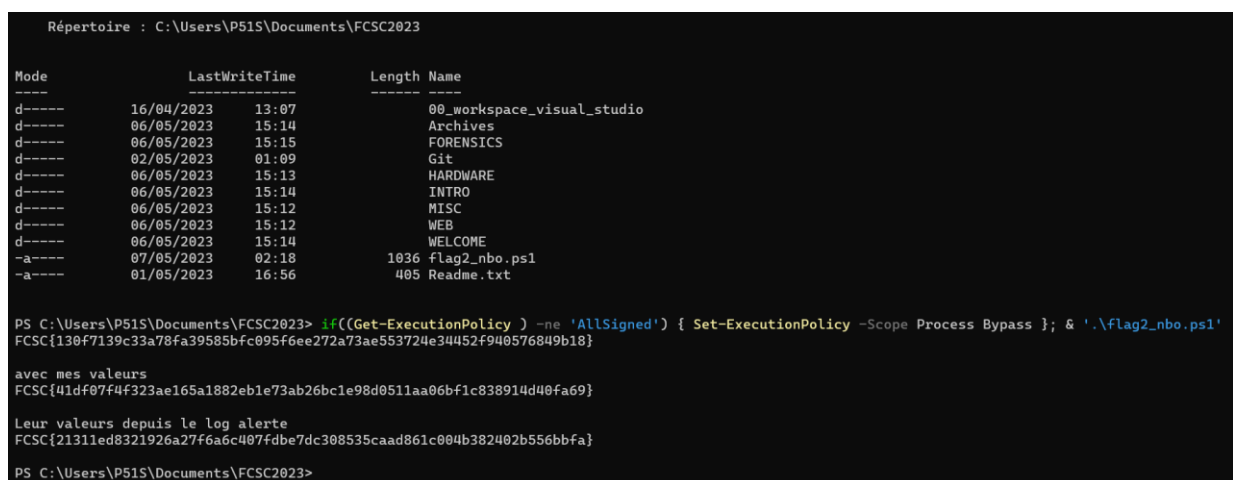 Répertoire : C:\Users\P51S\Documents\FCSC2023
Mode LastWriteTime Length Name
---- ------------- ------ ----
d----- 16/04/2023 13:07 00_workspace_visual_studio
d----- 06/05/2023 15:14 Archives
d----- 06/05/2023 15:15 FORENSICS
d----- 02/05/2023 01:09 Git
d----- 06/05/2023 15:13 HARDWARE
d----- 06/05/2023 15:14 INTRO
d----- 06/05/2023 15:12 MISC
d----- 06/05/2023 15:12 WEB
d----- 06/05/2023 15:14 WELCOME
-a---- 07/05/2023 02:18 1036 flag2_nbo.ps1
-a---- 01/05/2023 16:56 405 Readme.txt
PS C:\Users\P51S\Documents\FCSC2023> if((Get-ExecutionPolicy ) -ne 'AllSigned') { Set-ExecutionPolicy -Scope Process Bypass }; & '.\flag2_nbo.ps1'
FCSC{130f7139c33a78fa39585bfc095f6ee272a73ae553724e34452f940576849b18}
avec mes valeurs
FCSC{41df07f4f323ae165a1882eb1e73ab26bc1e98d0511aa06bf1c838914d40fa69}
Leur valeurs depuis le log alerte
FCSC{21311ed8321926a27f6a6c407fdbe7dc308535caad861c004b382402b556bbfa}
PS C:\Users\P51S\Documents\FCSC2023>